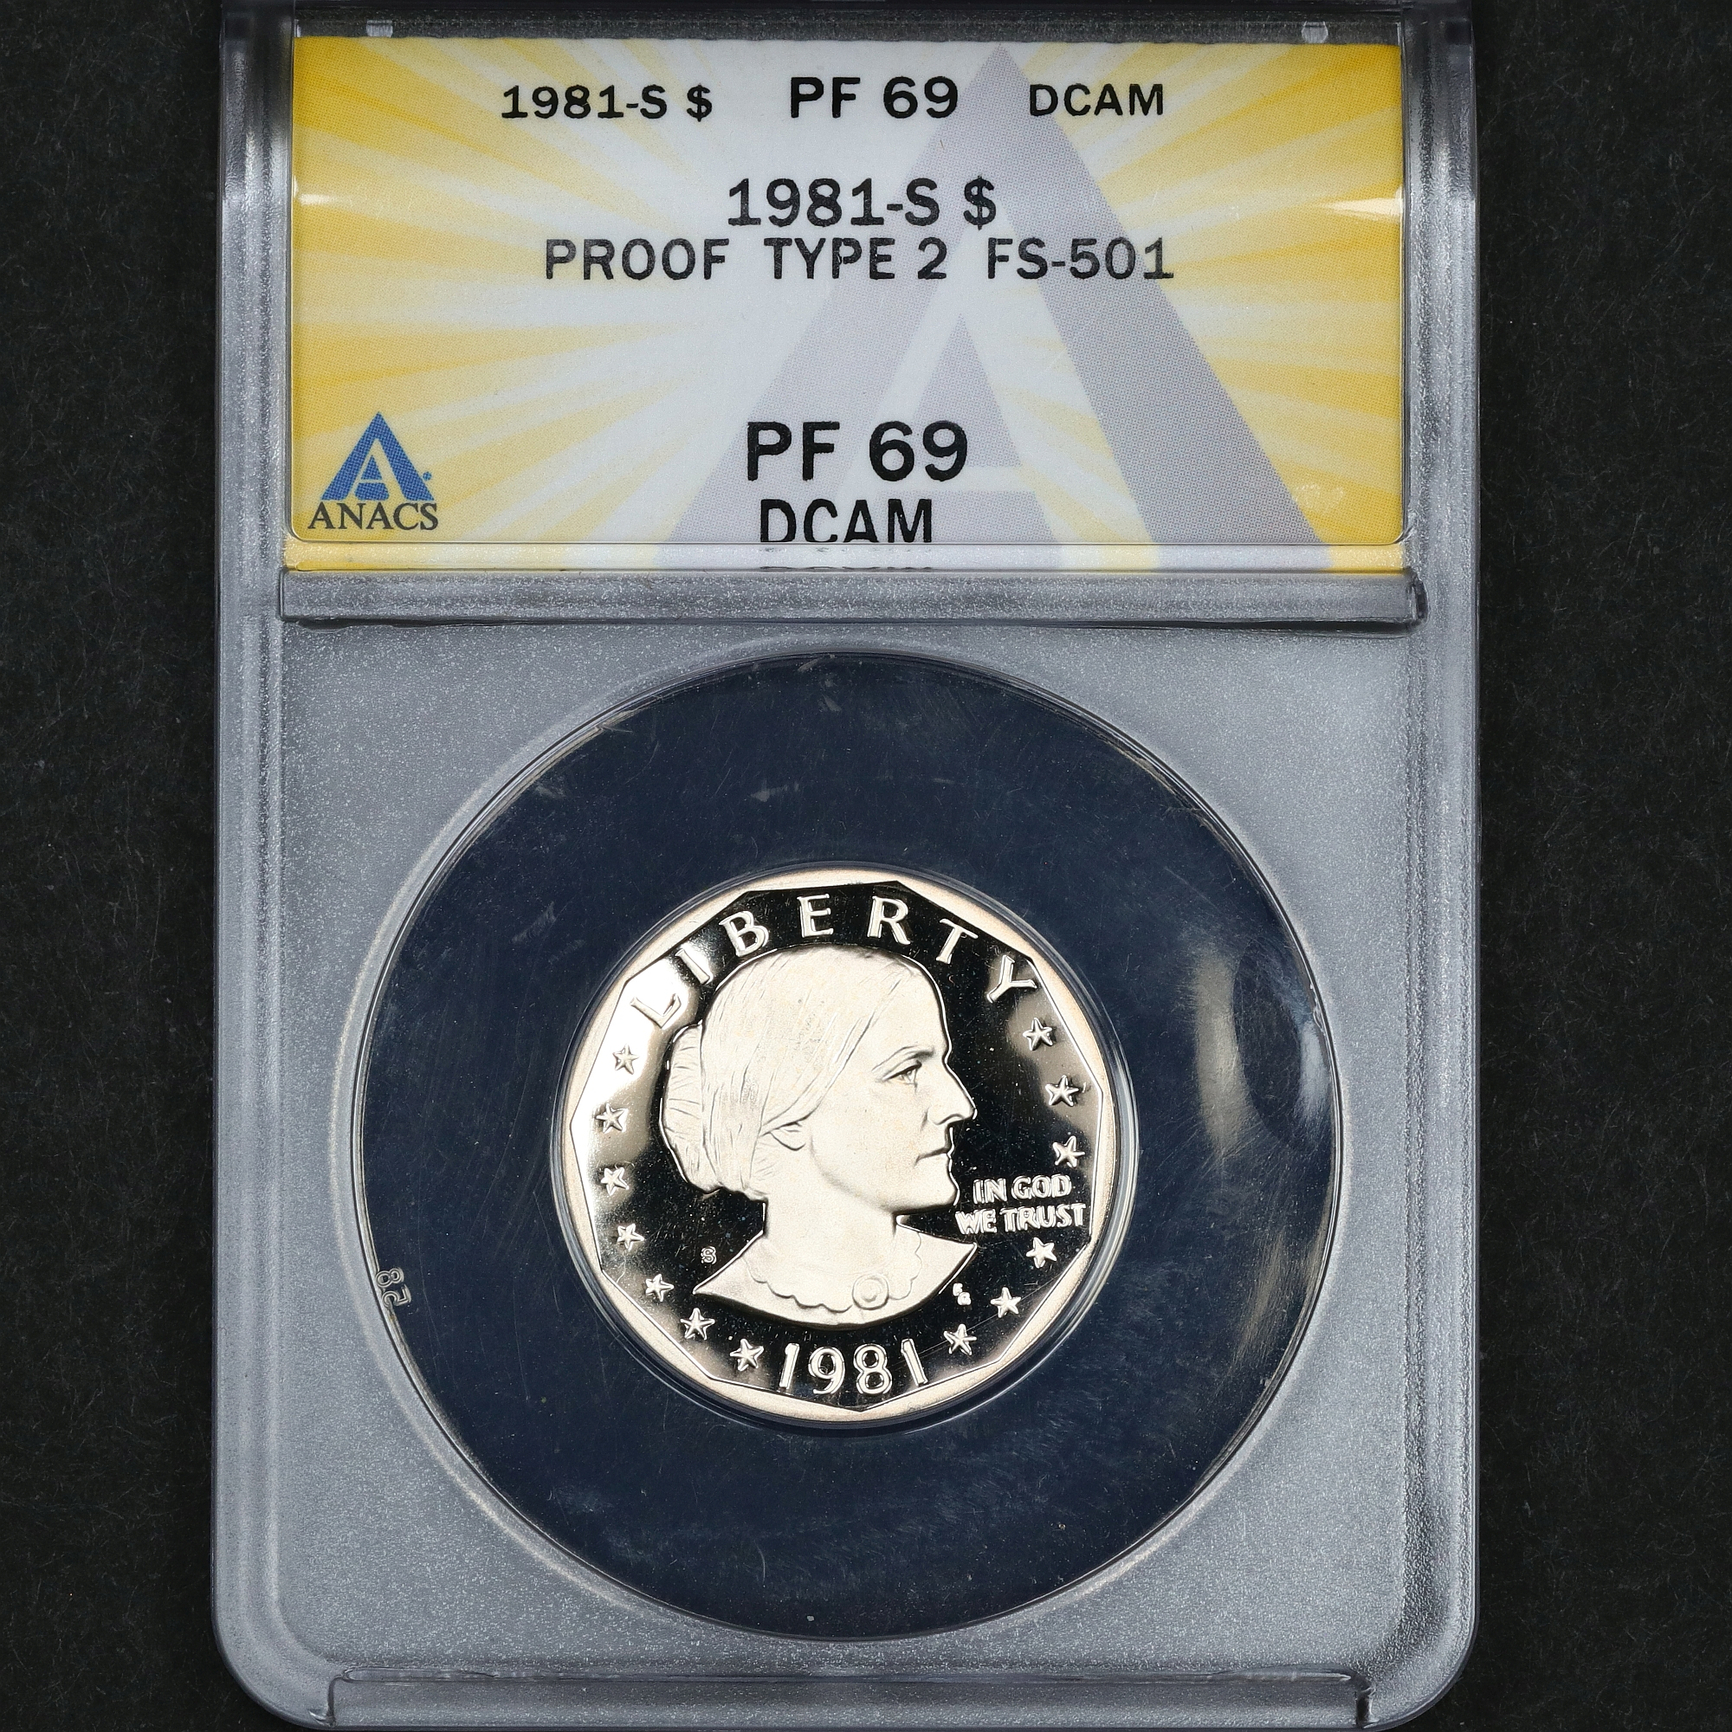 1981-S $ PF 69 DCAM
1981-S $
PROOF TYPE 2 FS-501
PF 69
DCAM
ANACS
LIBERTY
IN GOD
WE TRUST
S
1981
28